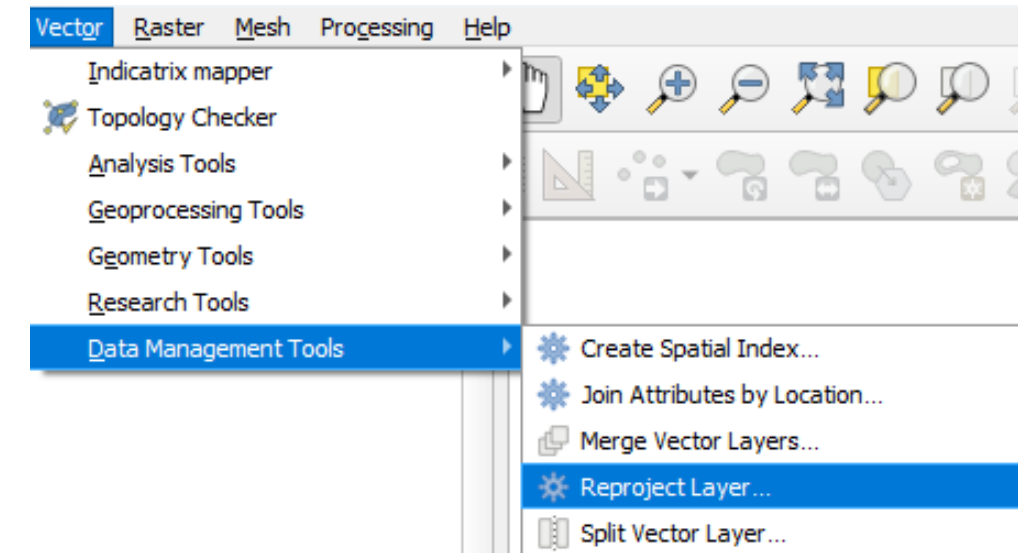 Vector Raster Mesh Processing Help
Indicatrix mapper
Topology Checker
Analysis Tools
Geoprocessing Tools
Geometry Tools
Research Tools
Data Management Tools
Create Spatial Index...
Join Attributes by Location...
Merge Vector Layers...
Reproject Layer...
Split Vector Layer...